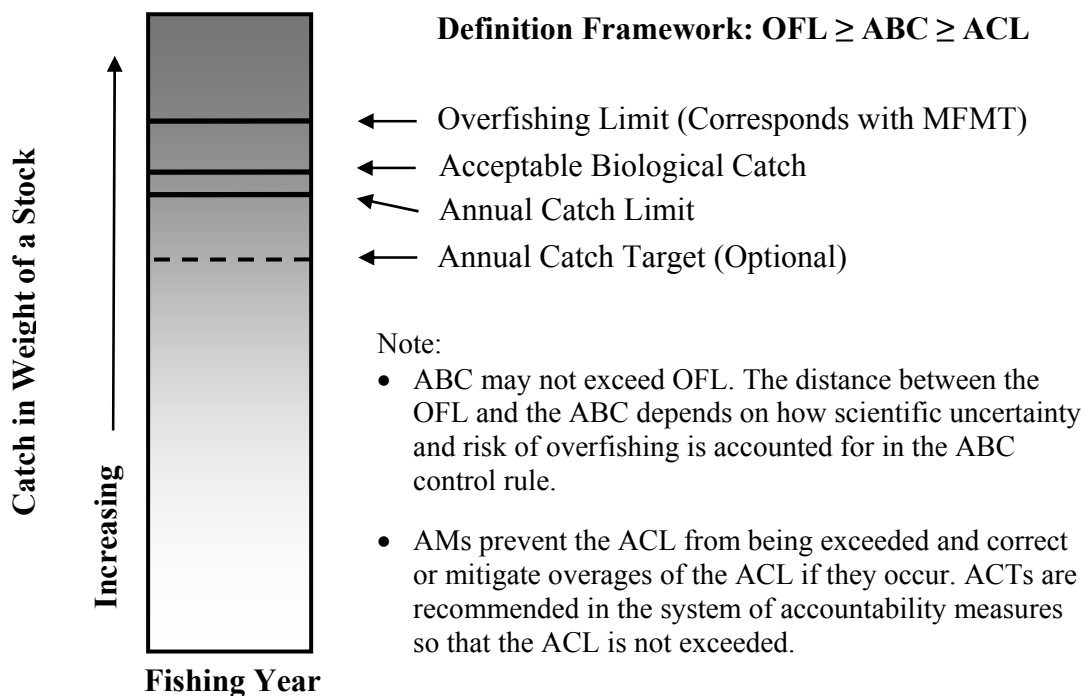 Definition Framework: OFL ≥ ABC ≥ ACL
Overfishing Limit (Corresponds with MFMT)
Acceptable Biological Catch
Annual Catch Limit
Annual Catch Target (Optional)
Catch in Weight of a Stock
Increasing
Note:
• ABC may not exceed OFL. The distance between the
OFL and the ABC depends on how scientific uncertainty
and risk of overfishing is accounted for in the ABC
control rule.
• AMs prevent the ACL from being exceeded and correct
or mitigate overages of the ACL if they occur. ACTs are
recommended in the system of accountability measures
so that the ACL is not exceeded.
Fishing Year